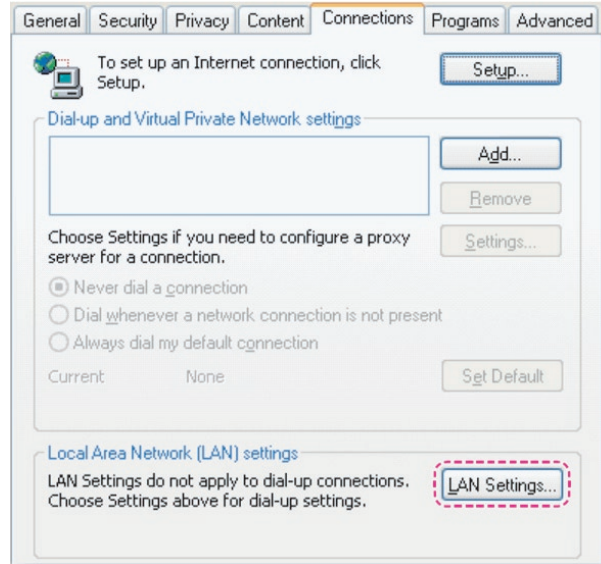 General Security Privacy Content Connections Programs Advanced
To set up an Internet connection, click
Setup.
Setup...
Dial-up and Virtual Private Network settings
Add...
Remove
Choose Settings if you need to configure a proxy
server for a connection.
Settings...
Never dial a connection
Dial whenever a network connection is not present
Always dial my default connection
Current None
Set Default
Local Area Network (LAN) settings
LAN Settings do not apply to dial-up connections.
Choose Settings above for dial-up settings.
LAN Settings...